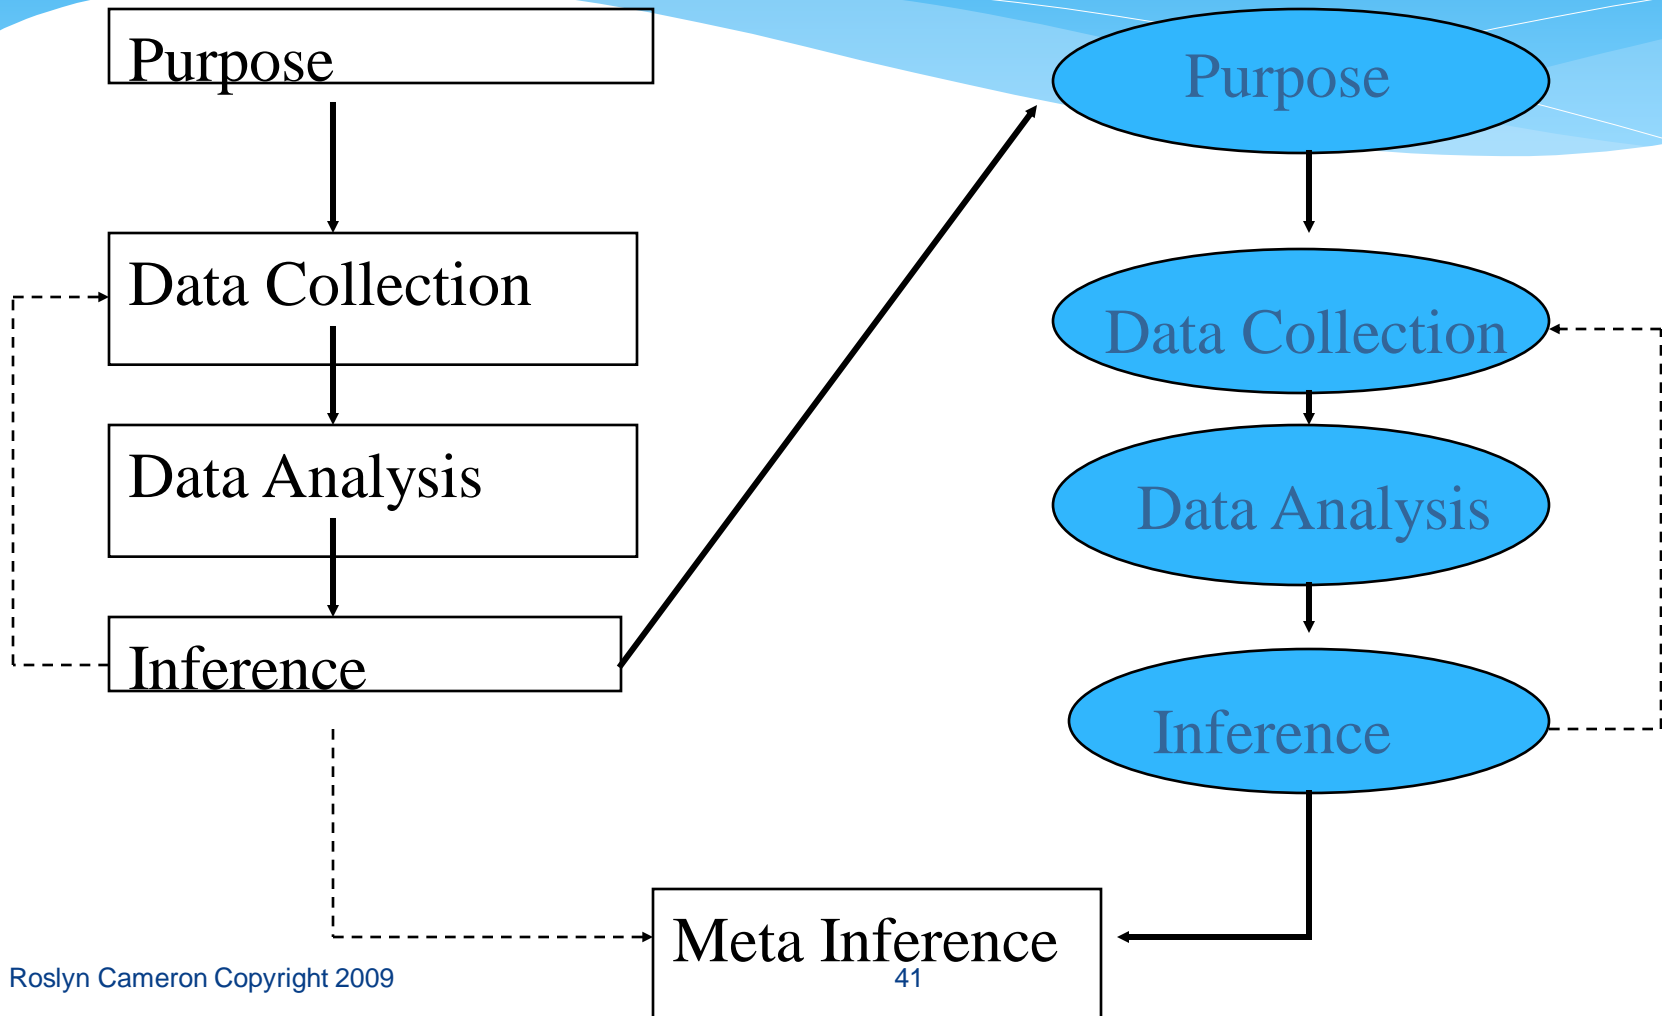 Purpose
Data Collection
Data Analysis
Inference
Purpose
Data Collection
Data Analysis
Inference
Meta Inference
Roslyn Cameron Copyright 2009
41